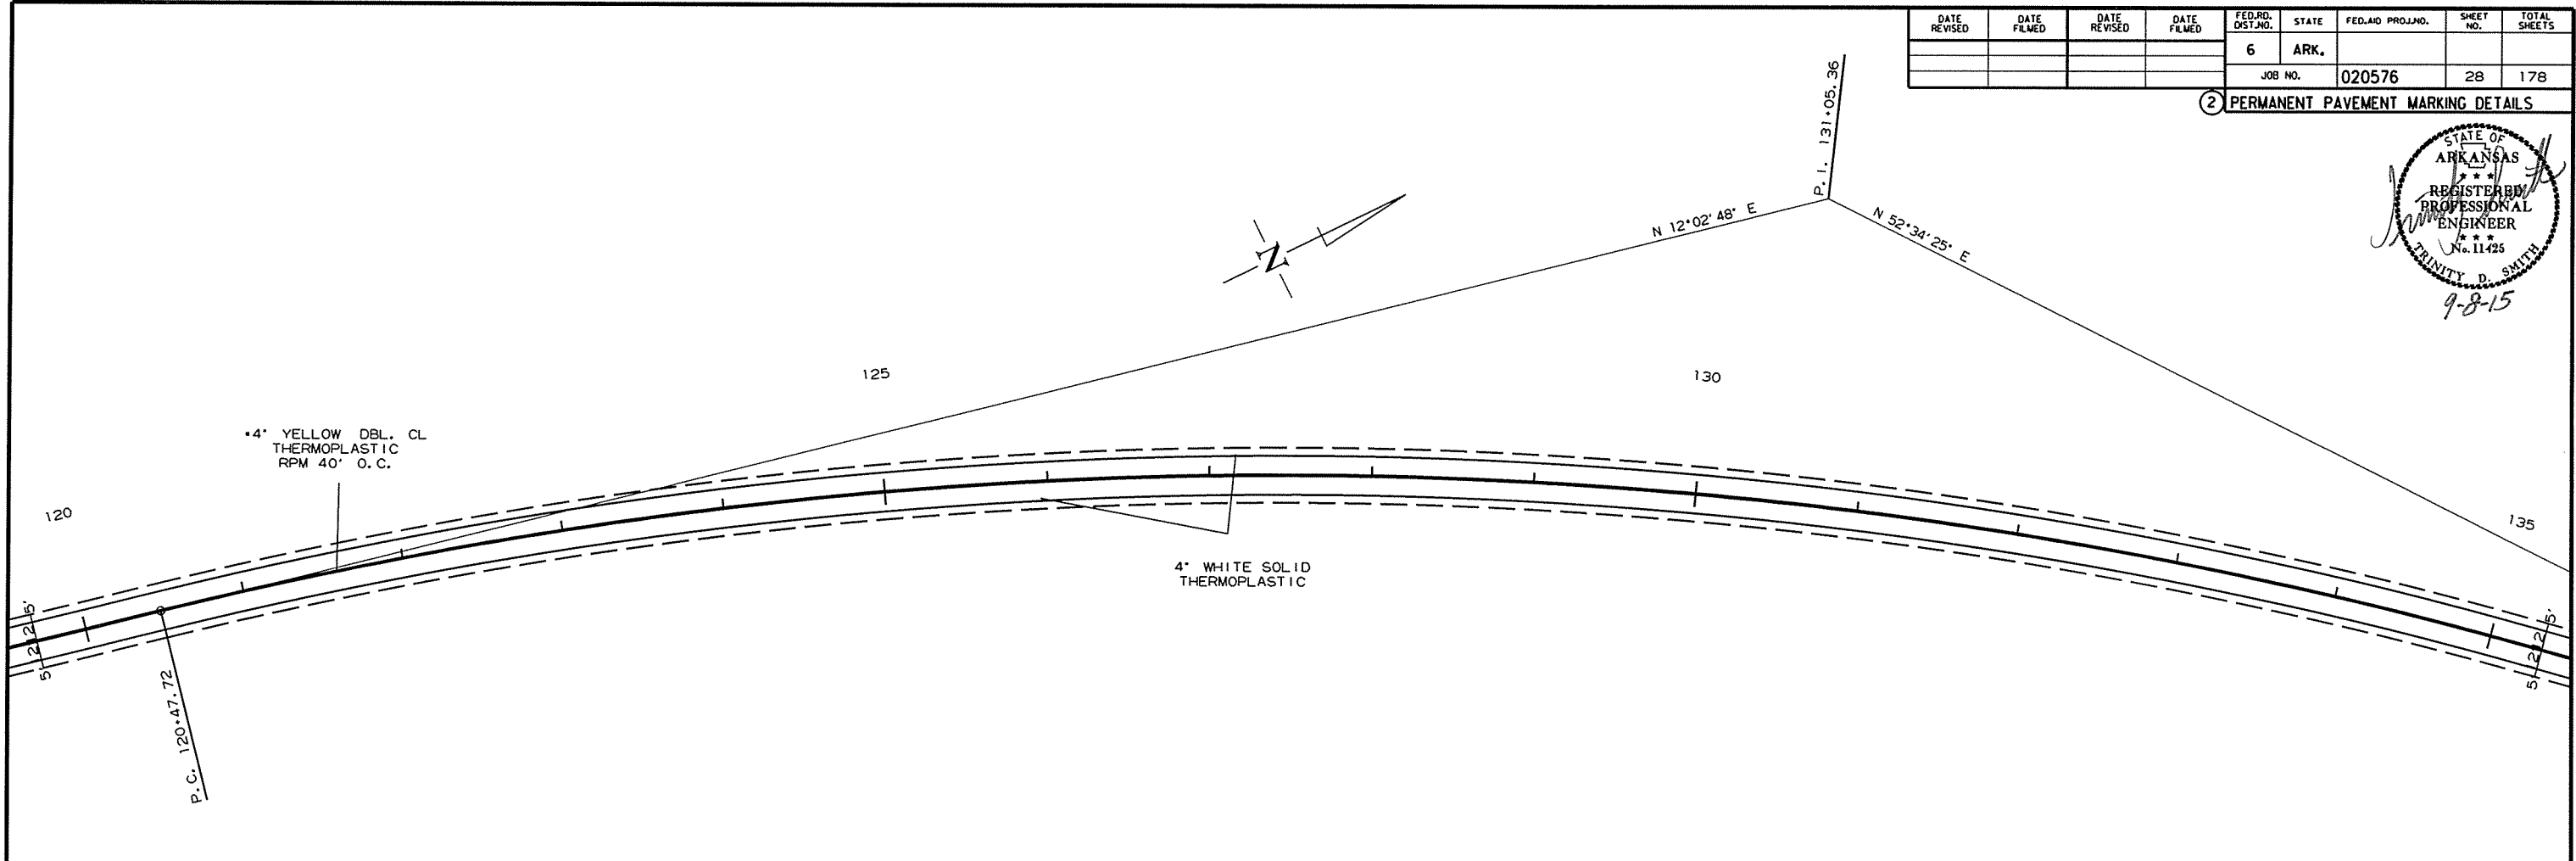 DATE REVISED
DATE FILMED
DATE REVISED
DATE FILMED
FED.RD. DIST.NO.
STATE
FED.AID PROJ.NO.
SHEET NO.
TOTAL SHEETS
6
ARK.
JOB NO.
020576
28
178
2
PERMANENT PAVEMENT MARKING DETAILS
STATE OF
ARKANSAS
★ ★ ★
REGISTERED
PROFESSIONAL
ENGINEER
★ ★ ★
No. 11425
TRINITY D. SMITH
9-8-15
P.I. 131+05.36
N 12°02'48" E
N 52°34'25" E
N
125
130
120
135
*4" YELLOW DBL. CL
THERMOPLASTIC
RPM 40' O.C.
4" WHITE SOLID
THERMOPLASTIC
P.C. 120+47.72
5'
2'
2'
5'
5'
2'
2'
5'